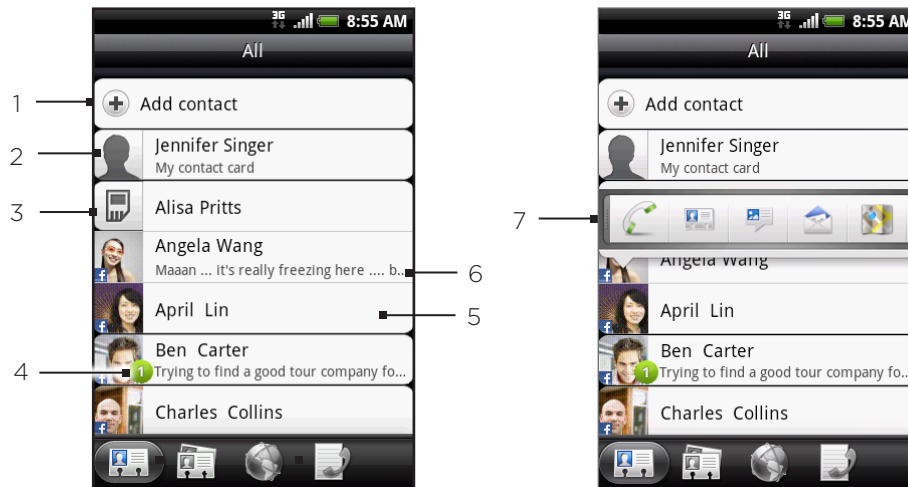 3G 8:55 AM
All
1
Add contact
2
Jennifer Singer
My contact card
3
Alisa Pritts
Angela Wang
Maaan ... it's really freezing here .... b...
6
April Lin
5
Ben Carter
4
1
Trying to find a good tour company fo...
Charles Collins
3G 8:55 AM
All
Add contact
Jennifer Singer
My contact card
7
Angela Wang
April Lin
Ben Carter
1
Trying to find a good tour company fo...
Charles Collins